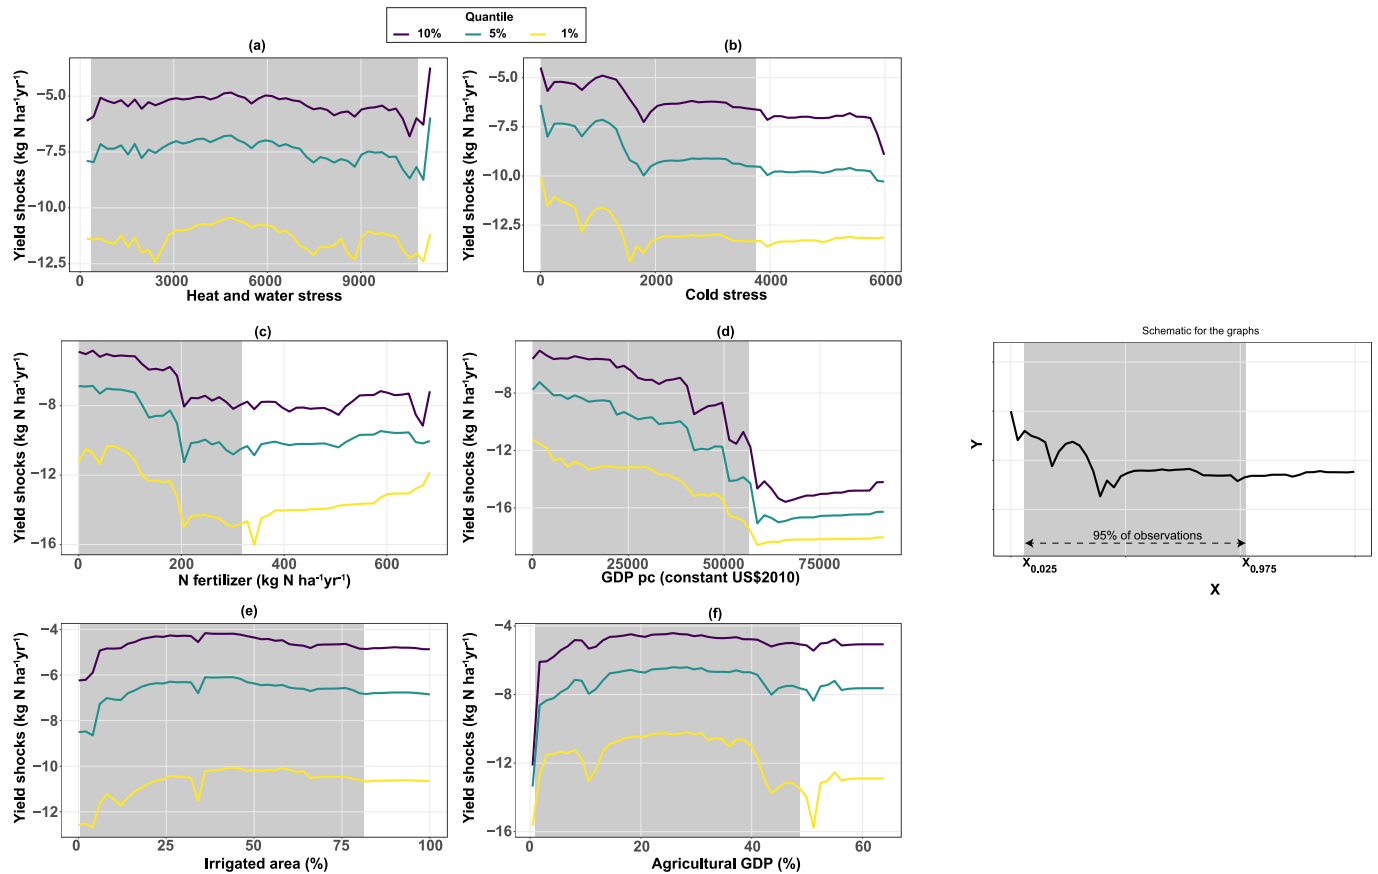 Quantile
10% 5% 1%
(a)
Yield shocks (kg N ha⁻¹yr⁻¹)
−5.0
−7.5
−10.0
−12.5
0 3000 6000 9000
Heat and water stress
(b)
Yield shocks (kg N ha⁻¹yr⁻¹)
−5.0
−7.5
−10.0
−12.5
0 2000 4000 6000
Cold stress
(c)
Yield shocks (kg N ha⁻¹yr⁻¹)
−8
−12
−16
0 200 400 600
N fertilizer (kg N ha⁻¹yr⁻¹)
(d)
Yield shocks (kg N ha⁻¹yr⁻¹)
−8
−12
−16
0 25000 50000 75000
GDP pc (constant US$2010)
Schematic for the graphs
Y
95% of observations
X0.025 X0.975
X
(e)
Yield shocks (kg N ha⁻¹yr⁻¹)
−4
−6
−8
−10
−12
0 25 50 75 100
Irrigated area (%)
(f)
Yield shocks (kg N ha⁻¹yr⁻¹)
−4
−8
−12
−16
0 20 40 60
Agricultural GDP (%)